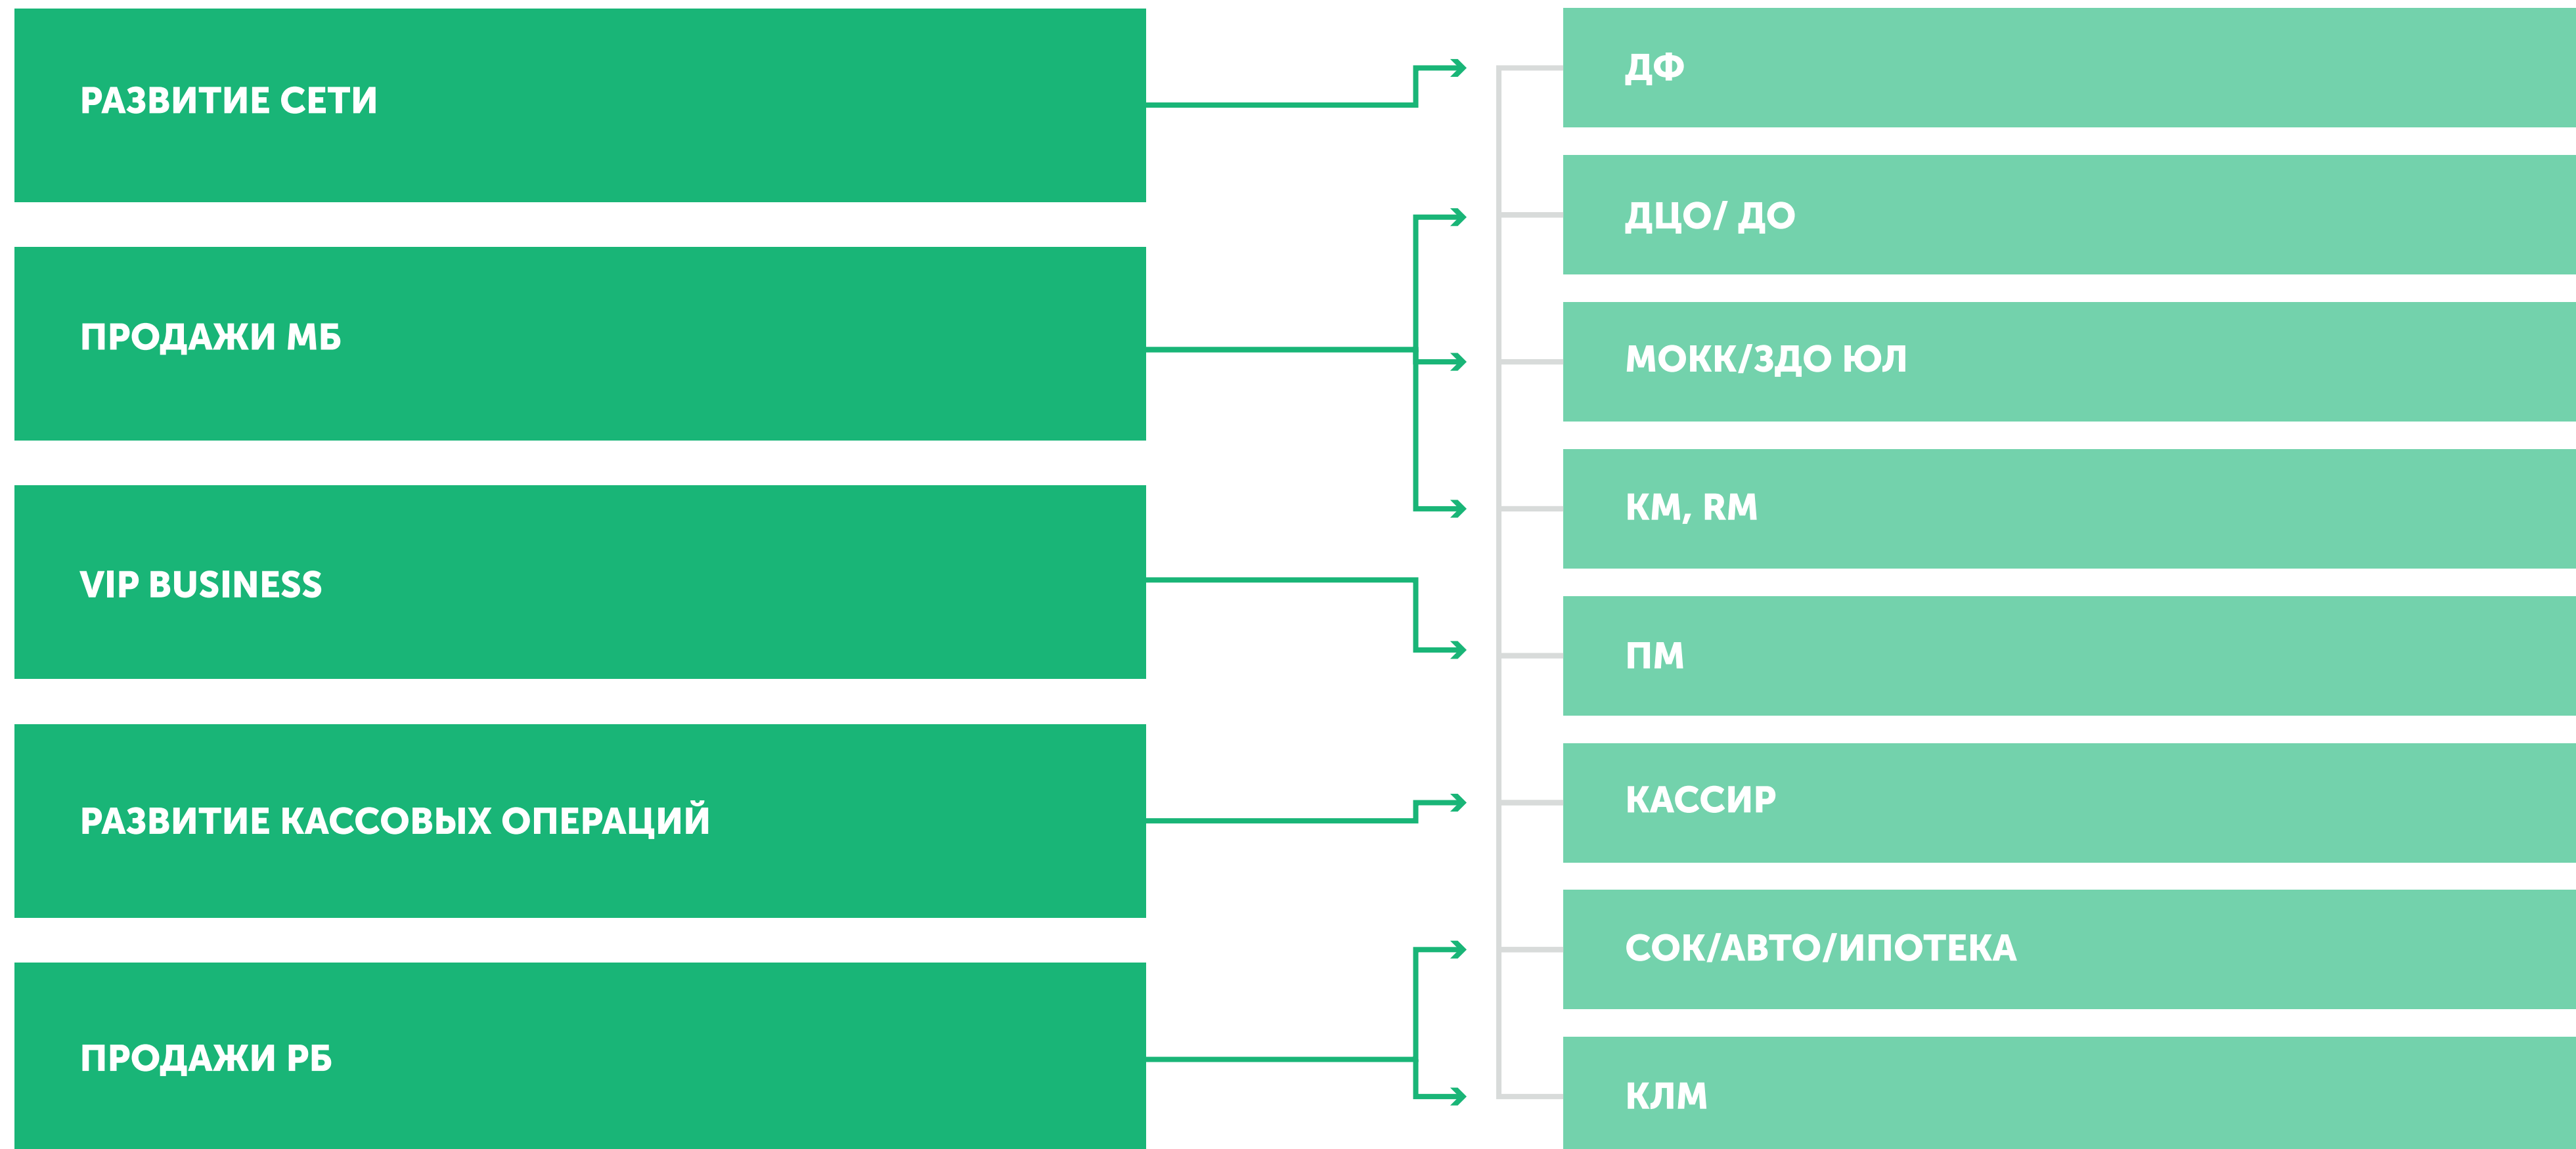 РАЗВИТИЕ СЕТИ
ПРОДАЖИ МБ
VIP BUSINESS
РАЗВИТИЕ КАССОВЫХ ОПЕРАЦИЙ
ПРОДАЖИ РБ
ДФ
ДЦО/ ДО
МОКК/ЗДО ЮЛ
КМ, RM
ПМ
КАССИР
СОК/АВТО/ИПОТЕКА
КЛМ